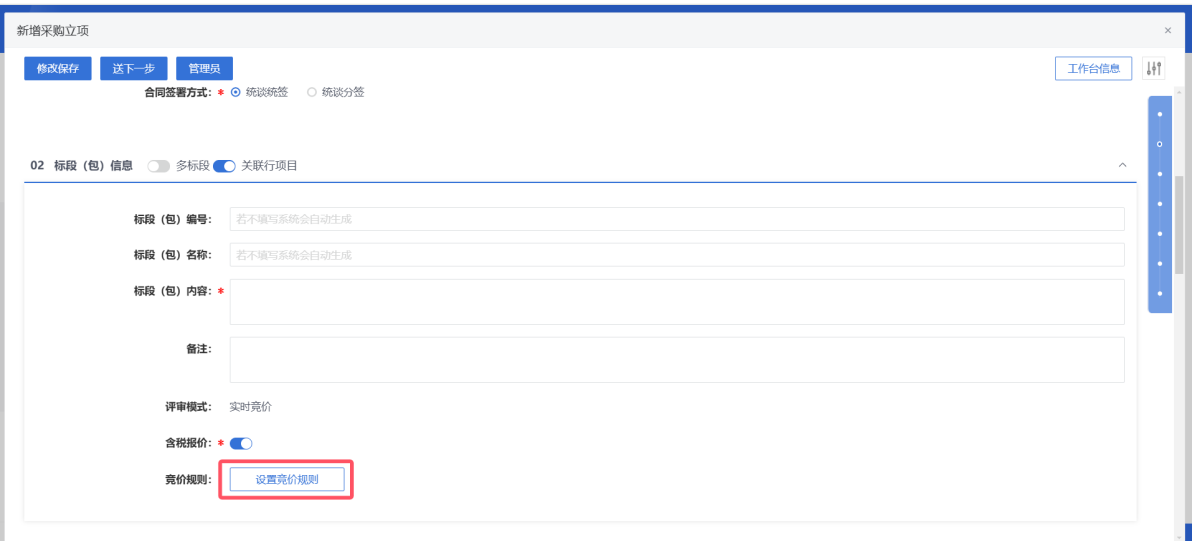 新增采购立项 ×
修改保存 送下一步 管理员 工作台信息
合同签署方式: * 统谈统签 统谈分签
02 标段（包）信息 多标段 关联行项目
标段（包）编号: 若不填写系统会自动生成
标段（包）名称: 若不填写系统会自动生成
标段（包）内容: *
备注:
评审模式: 实时竞价
含税报价: *
竞价规则: 设置竞价规则